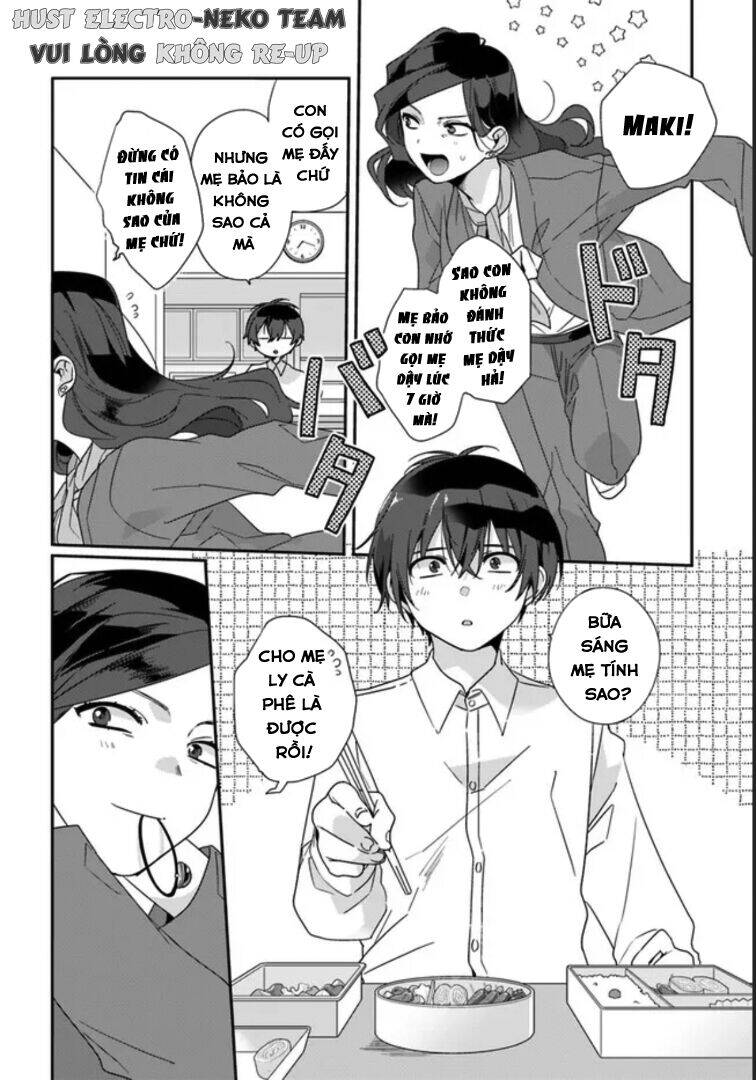 HUST ELECTRO-NEKO TEAM
VUI LÒNG KHÔNG RE-UP
MAKI!
SAO CON
KHÔNG
ĐÁNH
THỨC
MẸ DẬY
HẢ!
MẸ BẢO
CON NHỚ
GỌI MẸ
DẬY LÚC
7 GIỜ
MÀ!
ドタ
CON
CÓ GỌI
MẸ ĐẤY
CHỨ
NHƯNG
MẸ BẢO LÀ
KHÔNG
SAO CẢ
MÀ
ĐỪNG CÓ
TIN CÁI
KHÔNG
SAO CỦA
MẸ CHỨ!
バタ
BỮA
SÁNG
MẸ TÍNH
SAO?
CHO MẸ
LY CÀ
PHÊ LÀ
ĐƯỢC
RỒI!